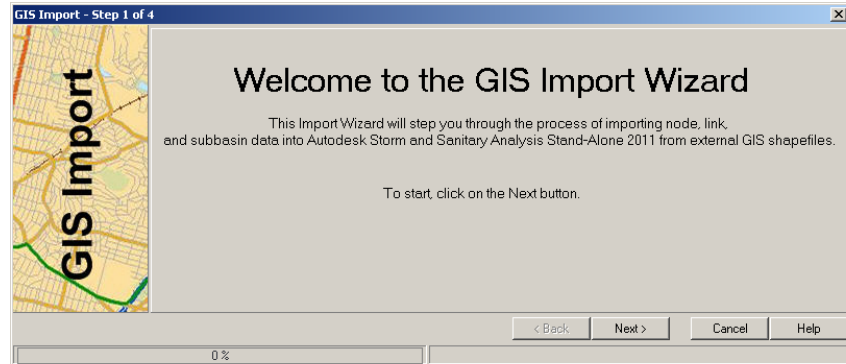 GIS Import - Step 1 of 4
GIS Import
Welcome to the GIS Import Wizard
This Import Wizard will step you through the process of importing node, link,
and subbasin data into Autodesk Storm and Sanitary Analysis Stand-Alone 2011 from external GIS shapefiles.
To start, click on the Next button.
< Back
Next >
Cancel
Help
0 %